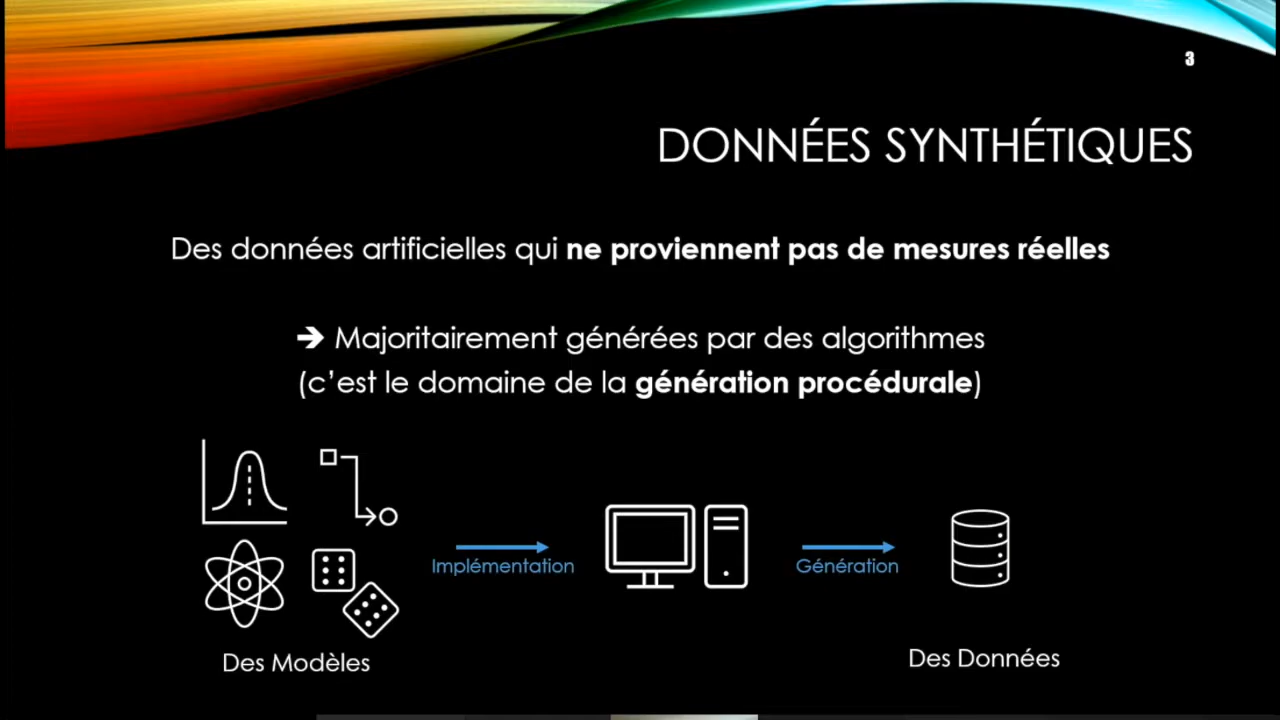 3
DONNÉES SYNTHÉTIQUES
Des données artificielles qui ne proviennent pas de mesures réelles
➔ Majoritairement générées par des algorithmes
(c’est le domaine de la génération procédurale)
Implémentation
Génération
Des Modèles
Des Données